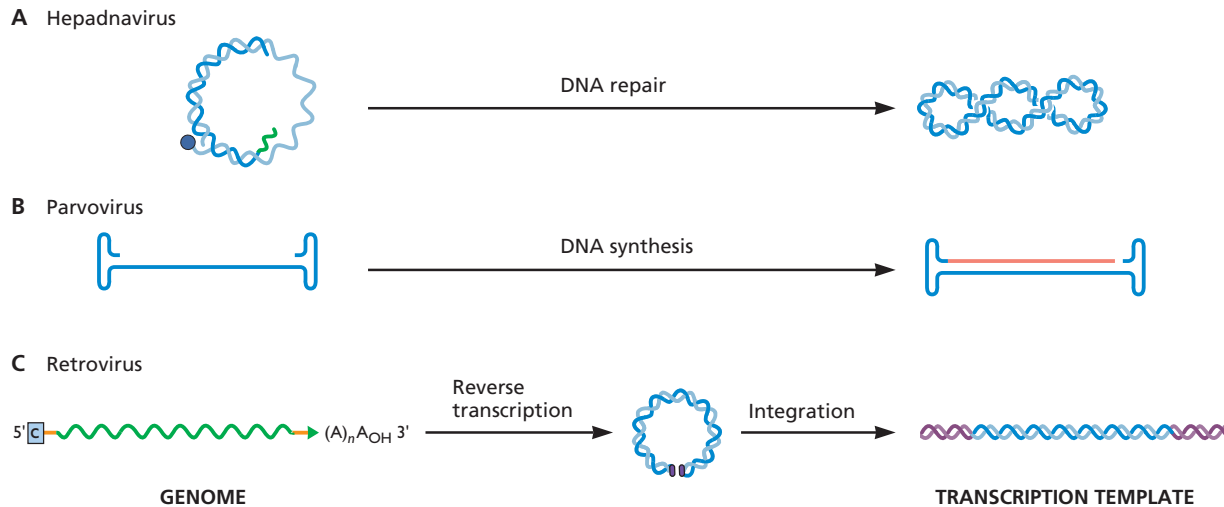 A Hepadnavirus
DNA repair
B Parvovirus
DNA synthesis
C Retrovirus
Reverse
transcription
Integration
5' C (A)nAOH 3'
GENOME
TRANSCRIPTION TEMPLATE